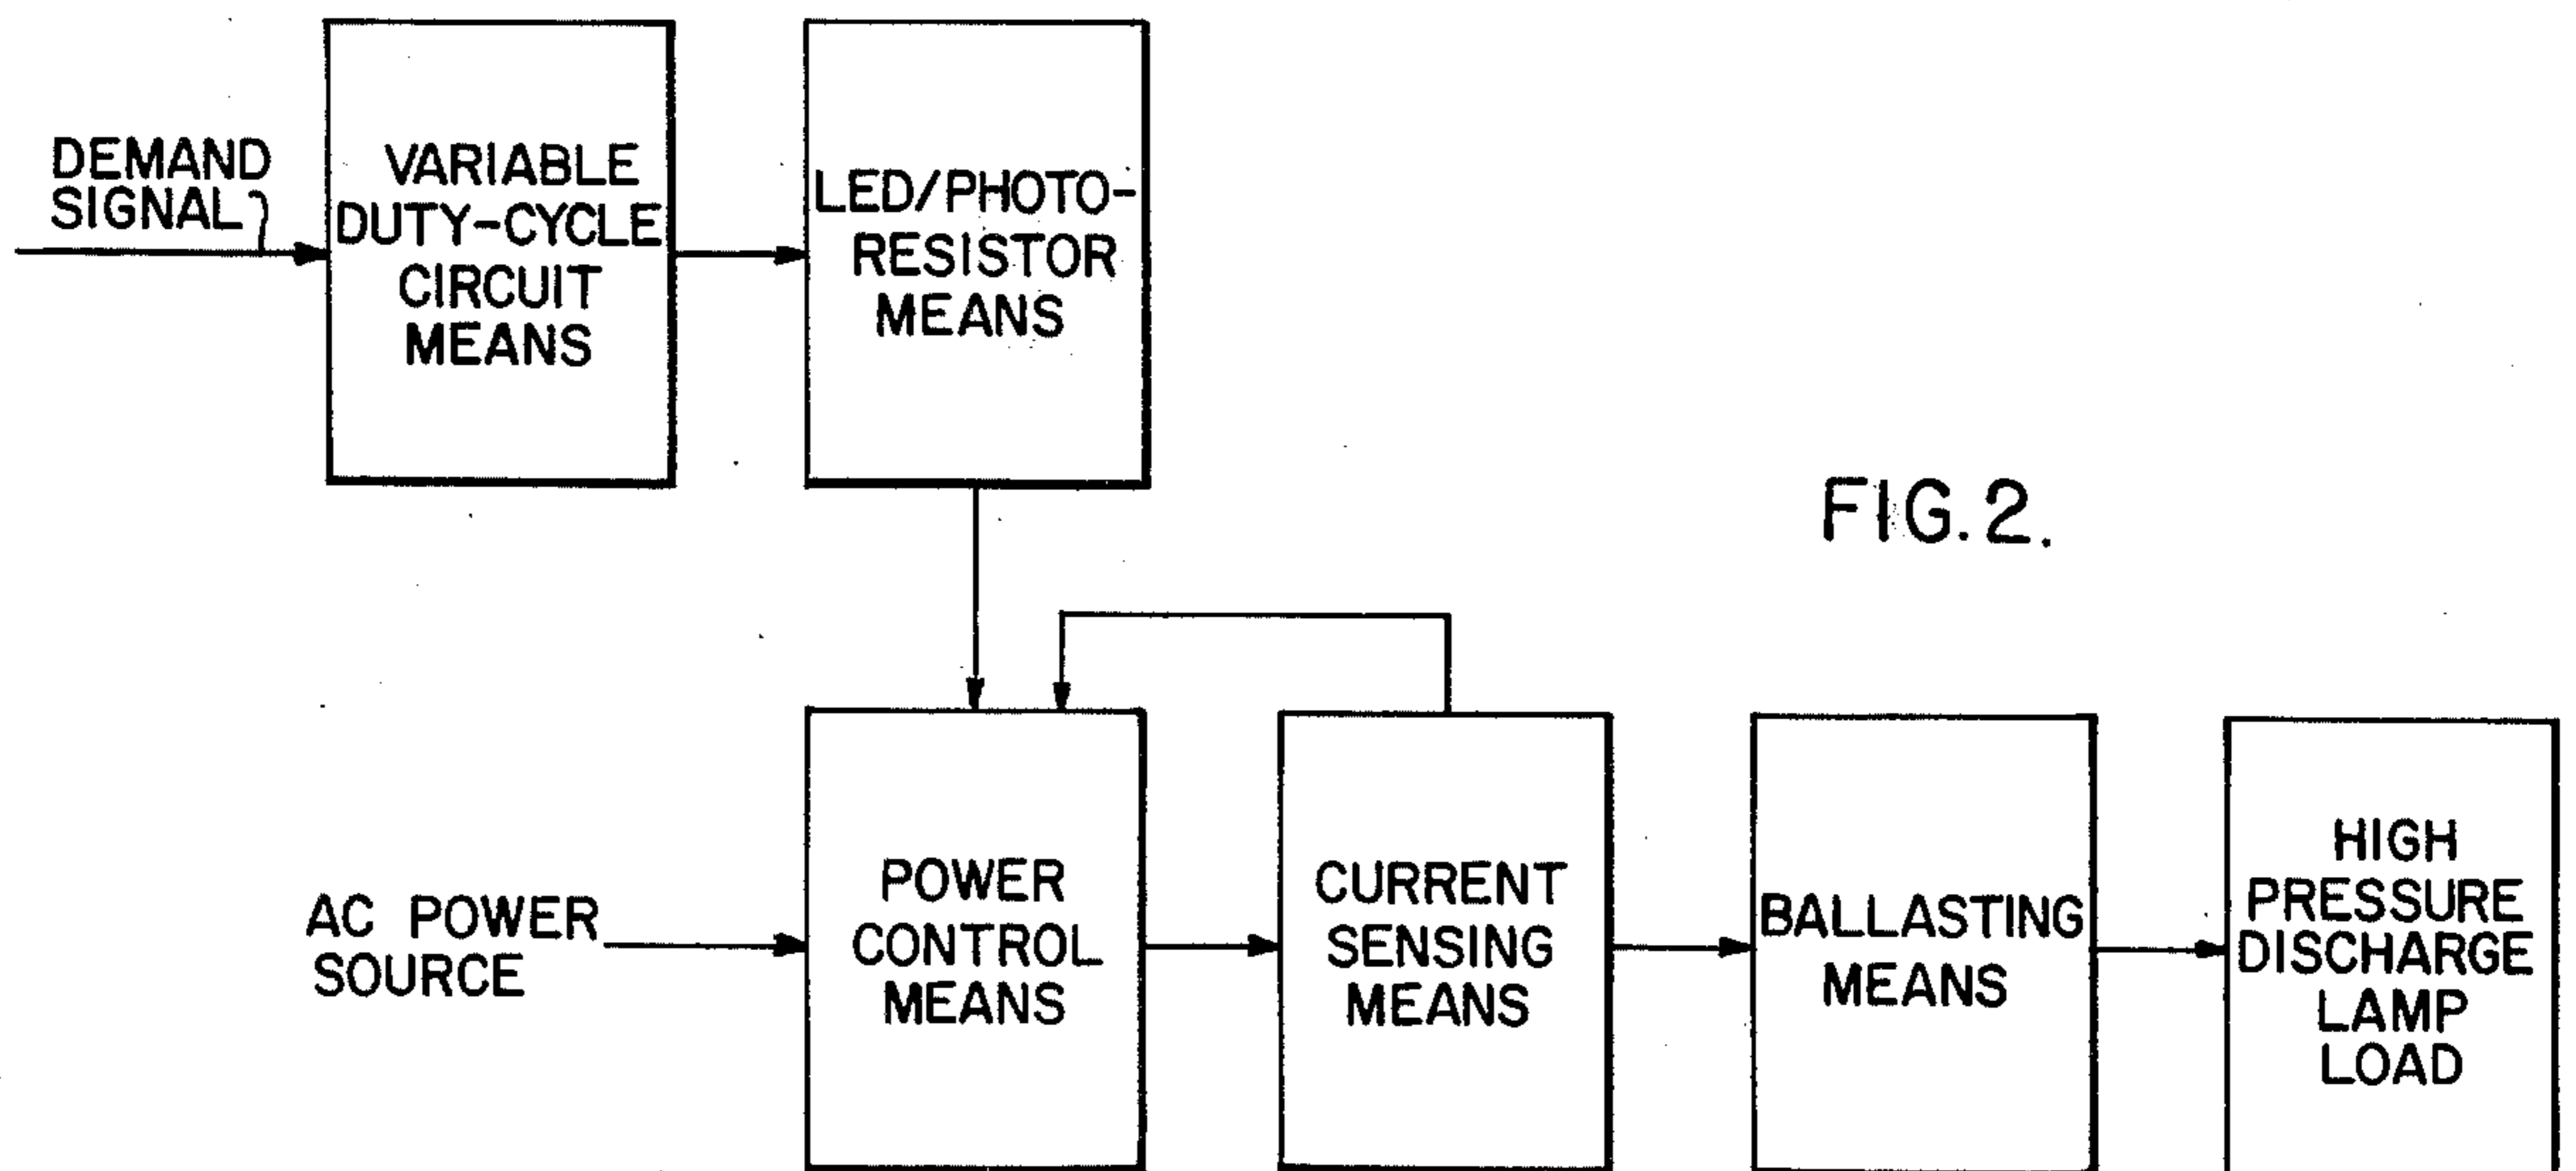 DEMAND
SIGNAL
VARIABLE
DUTY-CYCLE
CIRCUIT
MEANS
LED/PHOTO-
RESISTOR
MEANS
FIG. 2.
AC POWER
SOURCE
POWER
CONTROL
MEANS
CURRENT
SENSING
MEANS
BALLASTING
MEANS
HIGH
PRESSURE
DISCHARGE
LAMP
LOAD